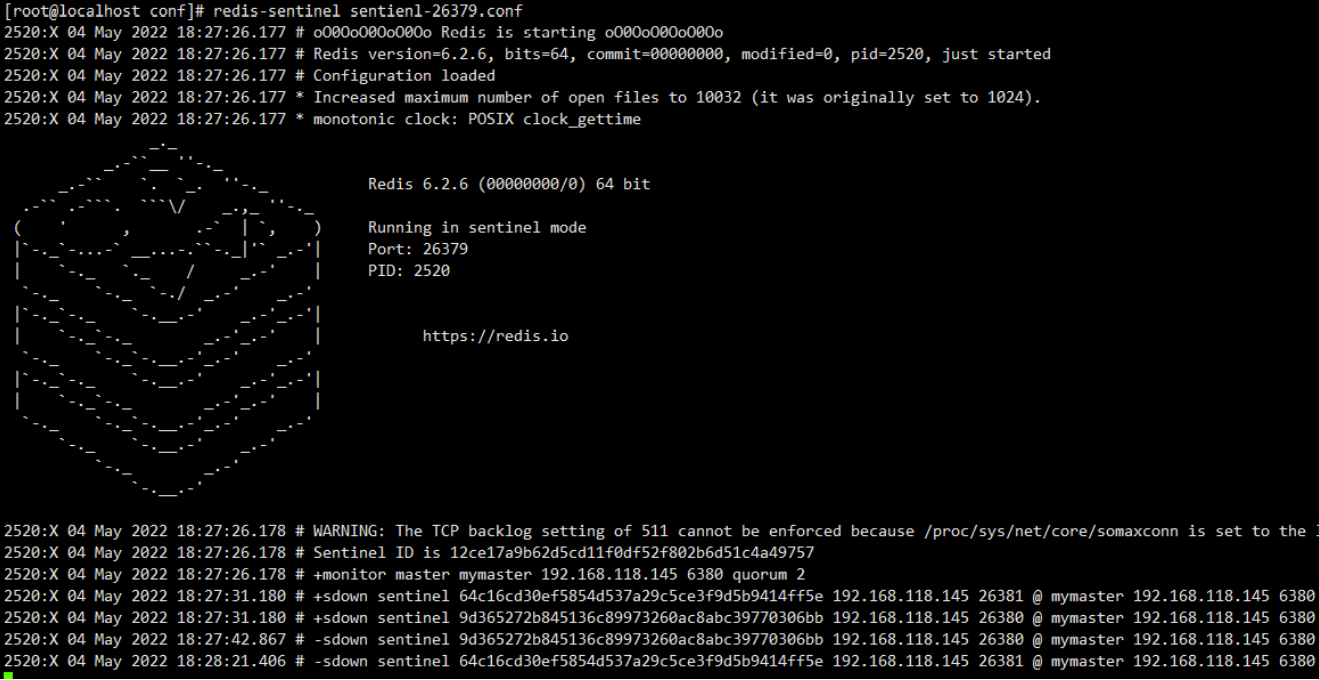 [root@localhost conf]# redis-sentinel sentienl-26379.conf
2520:X 04 May 2022 18:27:26.177 # oO0OoO0OoO0Oo Redis is starting oO0OoO0OoO0Oo
2520:X 04 May 2022 18:27:26.177 # Redis version=6.2.6, bits=64, commit=00000000, modified=0, pid=2520, just started
2520:X 04 May 2022 18:27:26.177 # Configuration loaded
2520:X 04 May 2022 18:27:26.177 * Increased maximum number of open files to 10032 (it was originally set to 1024).
2520:X 04 May 2022 18:27:26.177 * monotonic clock: POSIX clock_gettime
Redis 6.2.6 (00000000/0) 64 bit
Running in sentinel mode
Port: 26379
PID: 2520
https://redis.io
2520:X 04 May 2022 18:27:26.178 # WARNING: The TCP backlog setting of 511 cannot be enforced because /proc/sys/net/core/somaxconn is set to the
2520:X 04 May 2022 18:27:26.178 # Sentinel ID is 12ce17a9b62d5cd11f0df52f802b6d51c4a49757
2520:X 04 May 2022 18:27:26.178 # +monitor master mymaster 192.168.118.145 6380 quorum 2
2520:X 04 May 2022 18:27:31.180 # +sdown sentinel 64c16cd30ef5854d537a29c5ce3f9d5b9414ff5e 192.168.118.145 26381 @ mymaster 192.168.118.145 6380
2520:X 04 May 2022 18:27:31.180 # +sdown sentinel 9d365272b845136c89973260ac8abc39770306bb 192.168.118.145 26380 @ mymaster 192.168.118.145 6380
2520:X 04 May 2022 18:27:42.867 # -sdown sentinel 9d365272b845136c89973260ac8abc39770306bb 192.168.118.145 26380 @ mymaster 192.168.118.145 6380
2520:X 04 May 2022 18:28:21.406 # -sdown sentinel 64c16cd30ef5854d537a29c5ce3f9d5b9414ff5e 192.168.118.145 26381 @ mymaster 192.168.118.145 6380